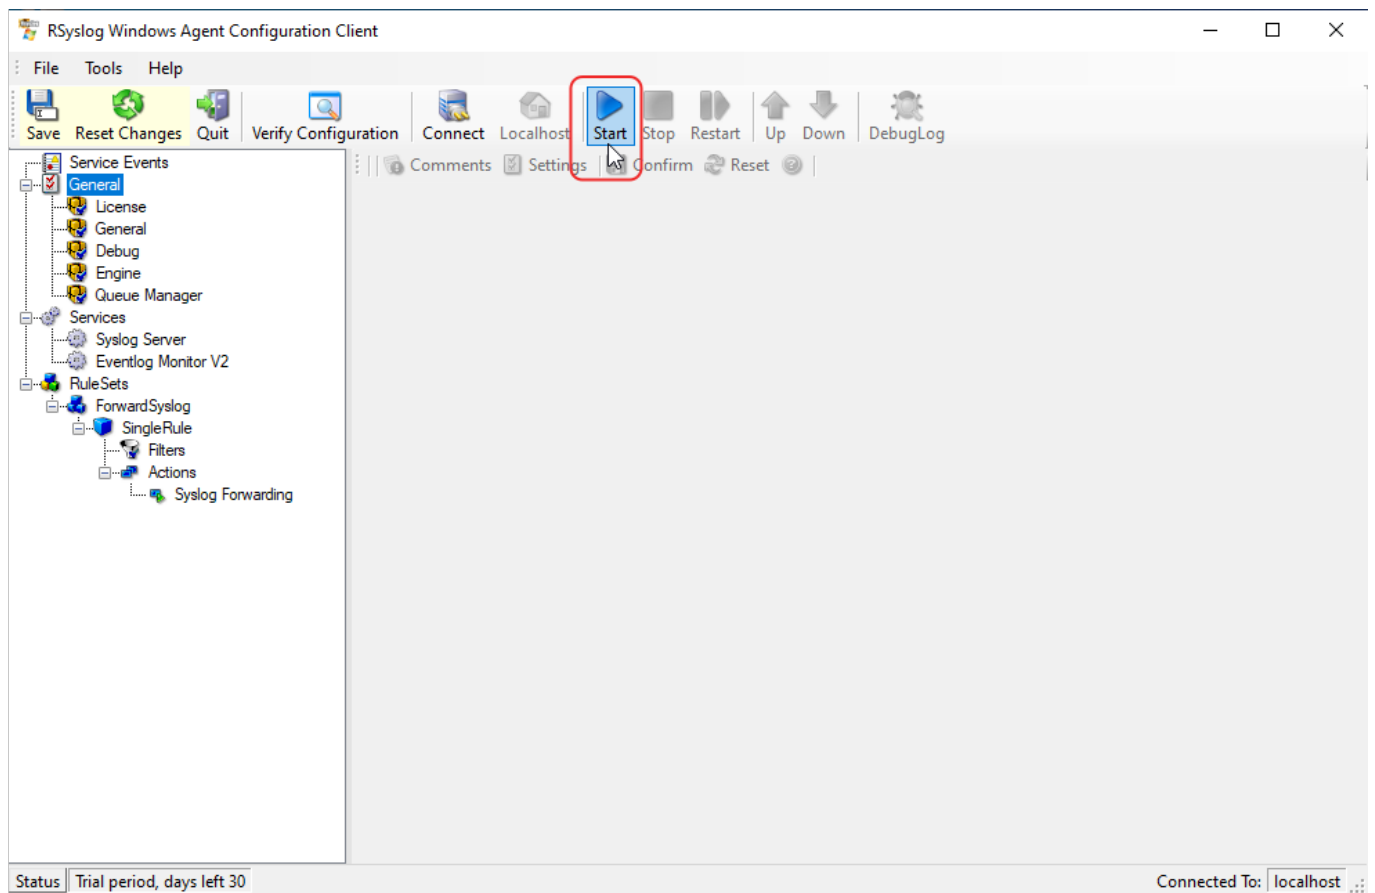 RSyslog Windows Agent Configuration Client
File Tools Help
Save Reset Changes Quit Verify Configuration Connect Localhost Start Stop Restart Up Down DebugLog
Comments Settings Confirm Reset
Service Events
General
License
General
Debug
Engine
Queue Manager
Services
Syslog Server
Eventlog Monitor V2
RuleSets
ForwardSyslog
SingleRule
Filters
Actions
Syslog Forwarding
Status Trial period, days left 30 Connected To: localhost